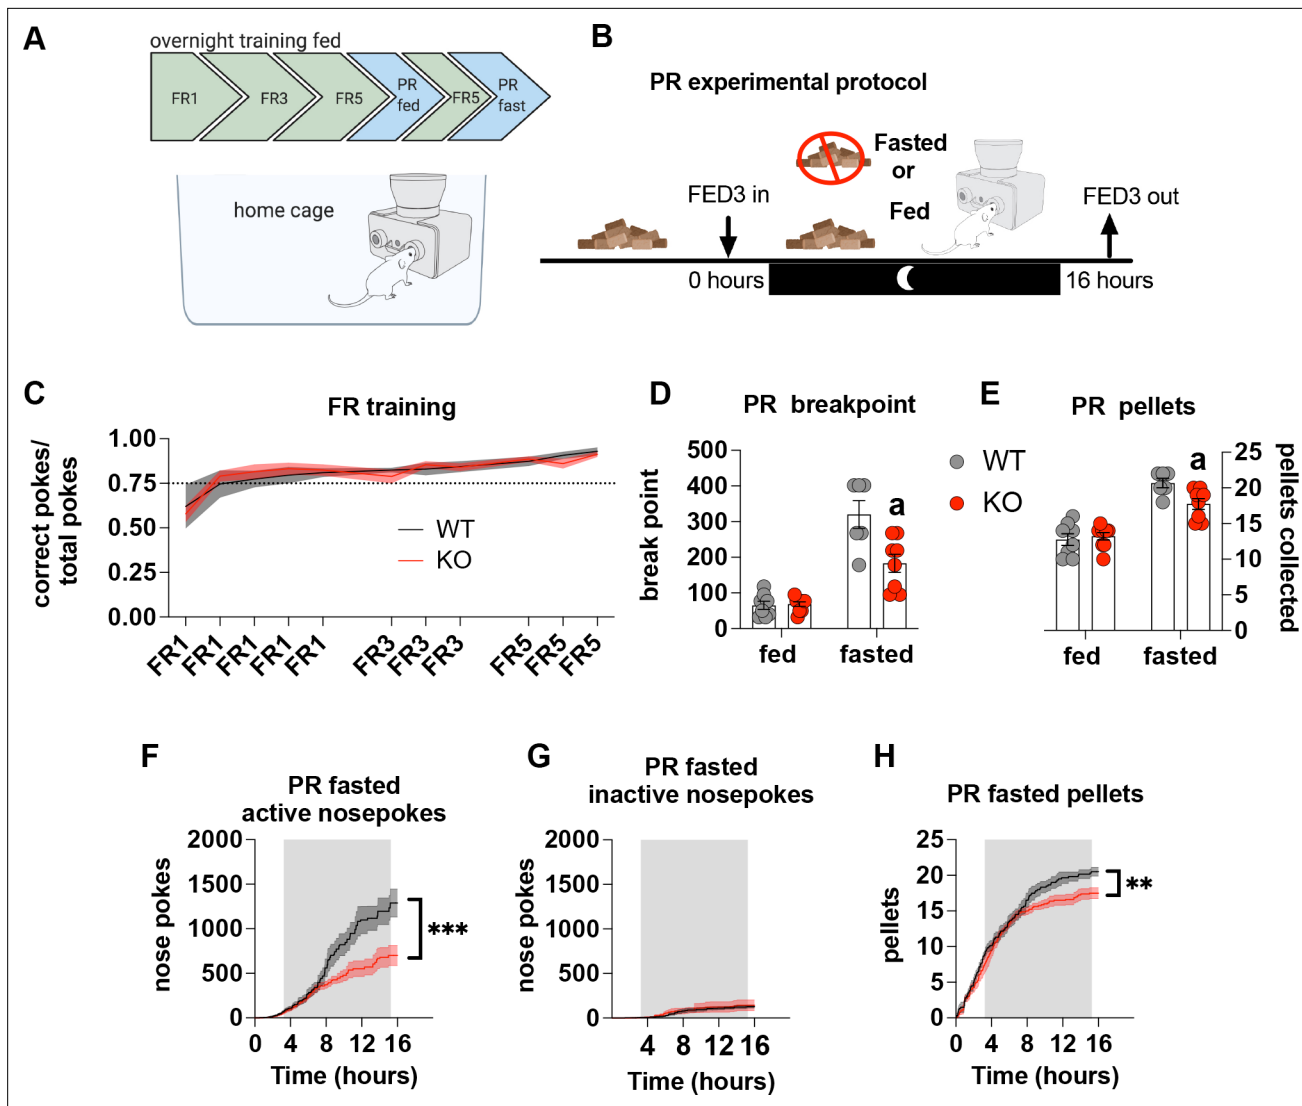 A
overnight training fed
FR1
FR3
FR5
PR
fed
FR5
PR
fast
home cage
B
PR experimental protocol
Fasted
or
Fed
FED3 in
FED3 out
0 hours
16 hours
C
FR training
correct pokes/
total pokes
1.00
0.75
0.50
0.25
0.00
WT
KO
FR1
FR1
FR1
FR1
FR1
FR3
FR3
FR3
FR5
FR5
FR5
D
PR breakpoint
break point
500
400
300
200
100
0
a
fed
fasted
WT
KO
E
PR pellets
a
25
20
15
10
5
0
pellets collected
fed
fasted
F
PR fasted
active nosepokes
nose pokes
2000
1500
1000
500
0
***
0 4 8 12 16
Time (hours)
G
PR fasted
inactive nosepokes
nose pokes
2000
1500
1000
500
0
4 8 12 16
Time (hours)
H
PR fasted pellets
pellets
25
20
15
10
5
0
**
0 4 8 12 16
Time (hours)